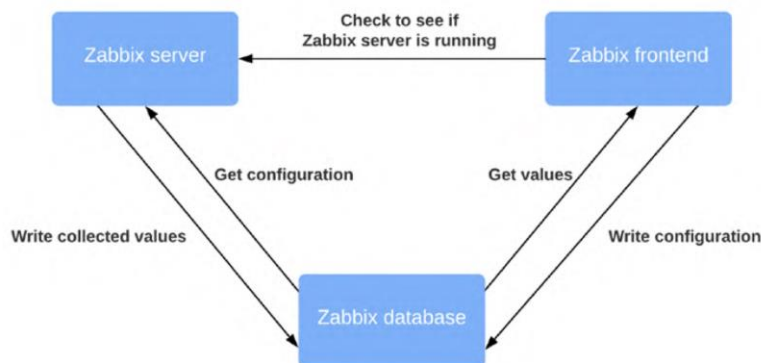 Check to see if
Zabbix server is running
Zabbix server
Zabbix frontend
Get configuration
Get values
Write collected values
Write configuration
Zabbix database